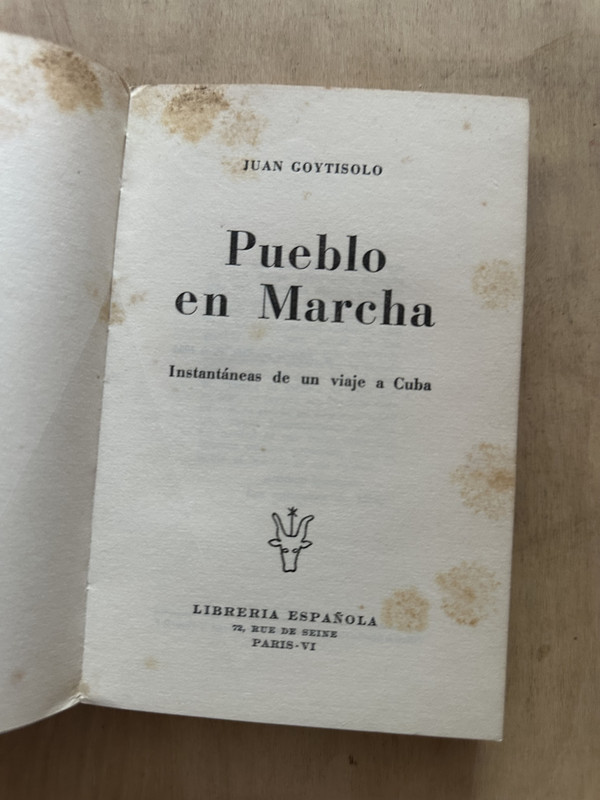 JUAN GOYTISOLO
Pueblo
en Marcha
Instantáneas de un viaje a Cuba
LIBRERIA ESPAÑOLA
72, RUE DE SEINE
PARIS-VI